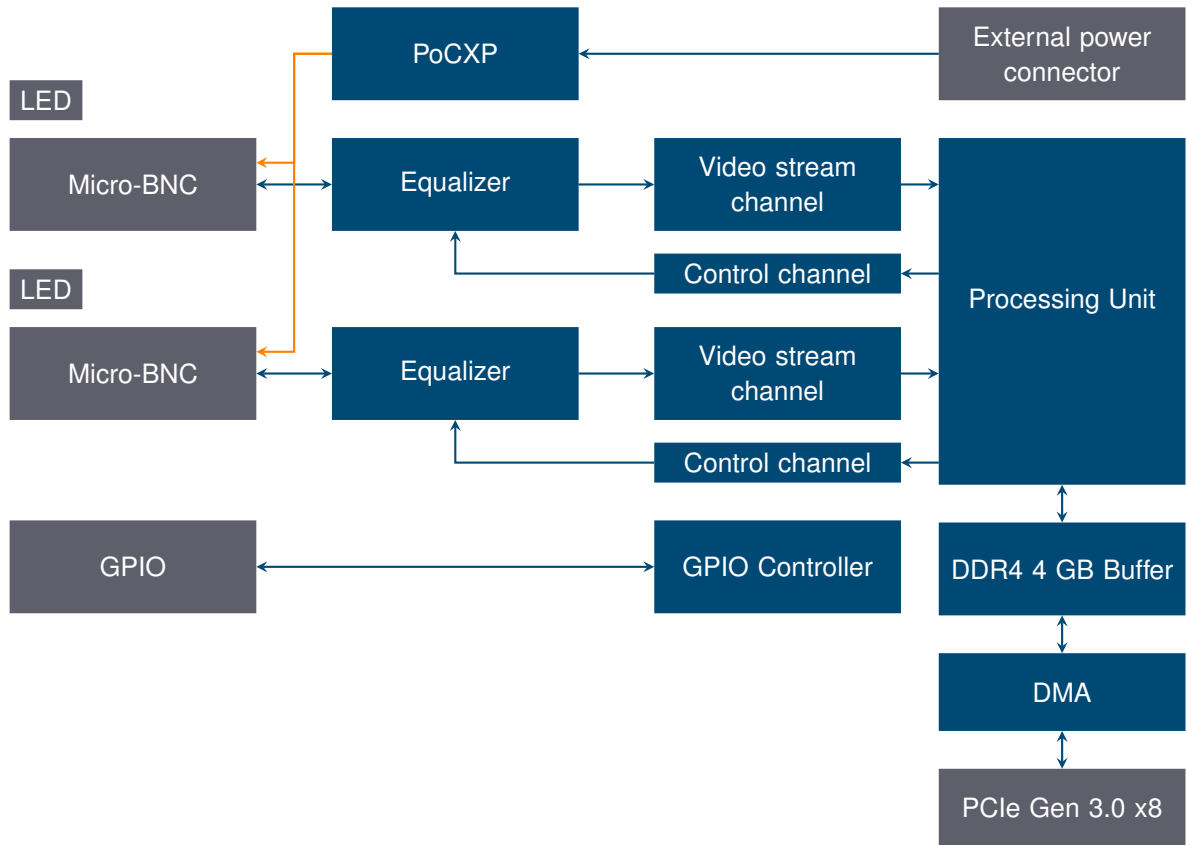 PoCXP
External power
connector
LED
Micro-BNC
Equalizer
Video stream
channel
Control channel
Processing Unit
LED
Micro-BNC
Equalizer
Video stream
channel
Control channel
GPIO
GPIO Controller
DDR4 4 GB Buffer
DMA
PCIe Gen 3.0 x8